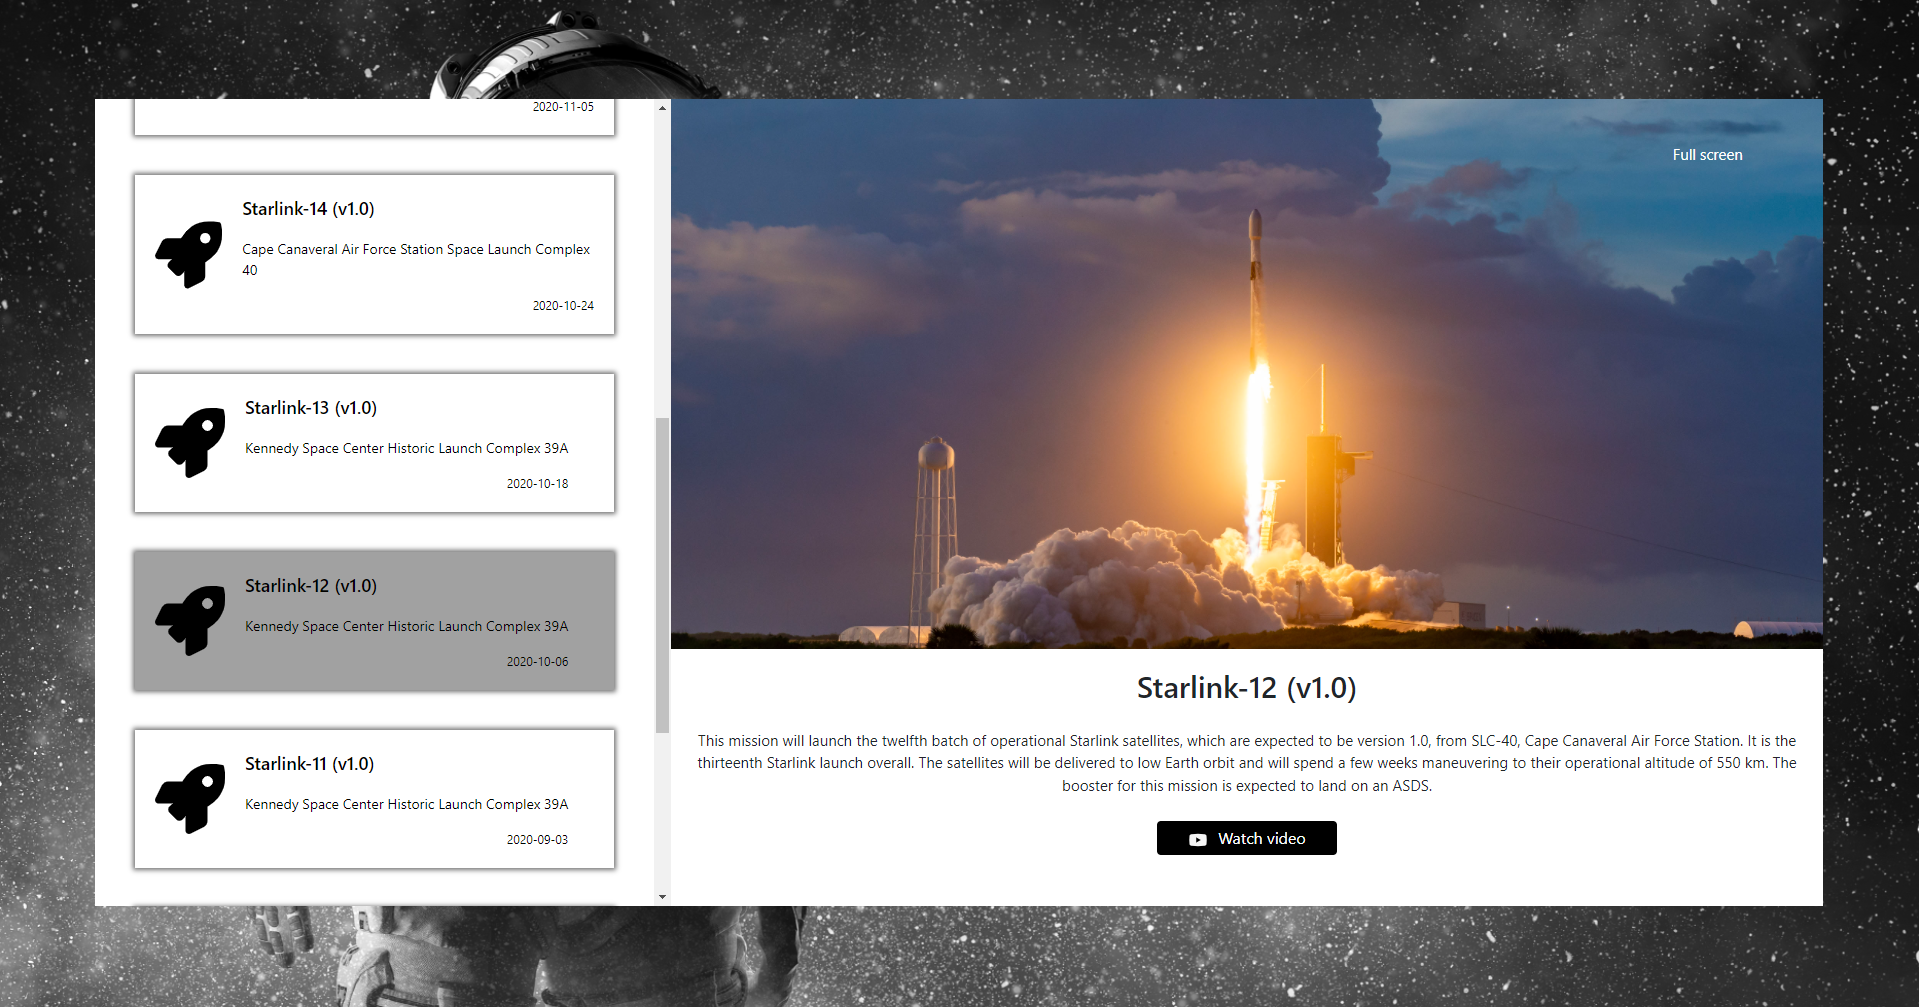 2020-11-05
Starlink-14 (v1.0)
Cape Canaveral Air Force Station Space Launch Complex
40
2020-10-24
Starlink-13 (v1.0)
Kennedy Space Center Historic Launch Complex 39A
2020-10-18
Starlink-12 (v1.0)
Kennedy Space Center Historic Launch Complex 39A
2020-10-06
Starlink-11 (v1.0)
Kennedy Space Center Historic Launch Complex 39A
2020-09-03
Full screen
Starlink-12 (v1.0)
This mission will launch the twelfth batch of operational Starlink satellites, which are expected to be version 1.0, from SLC-40, Cape Canaveral Air Force Station. It is the
thirteenth Starlink launch overall. The satellites will be delivered to low Earth orbit and will spend a few weeks maneuvering to their operational altitude of 550 km. The
booster for this mission is expected to land on an ASDS.
Watch video